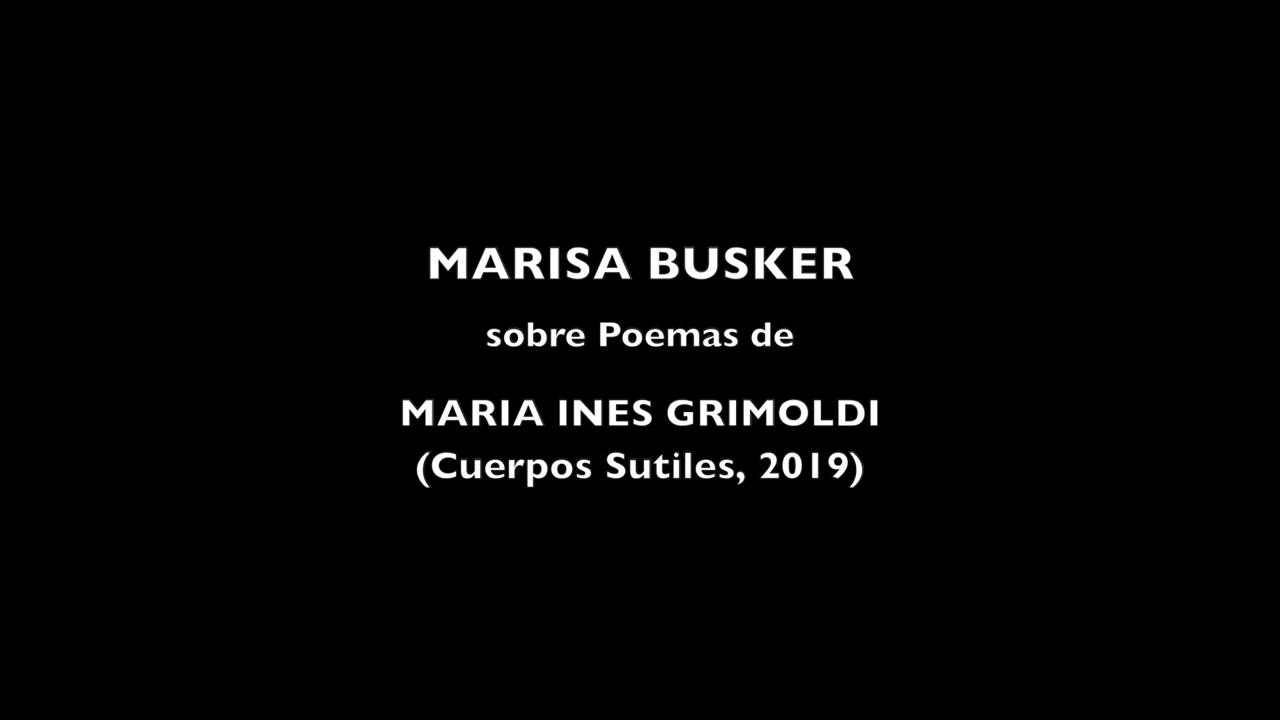 MARISA BUSKER
sobre Poemas de
MARIA INES GRIMOLDI
(Cuerpos Sutiles, 2019)